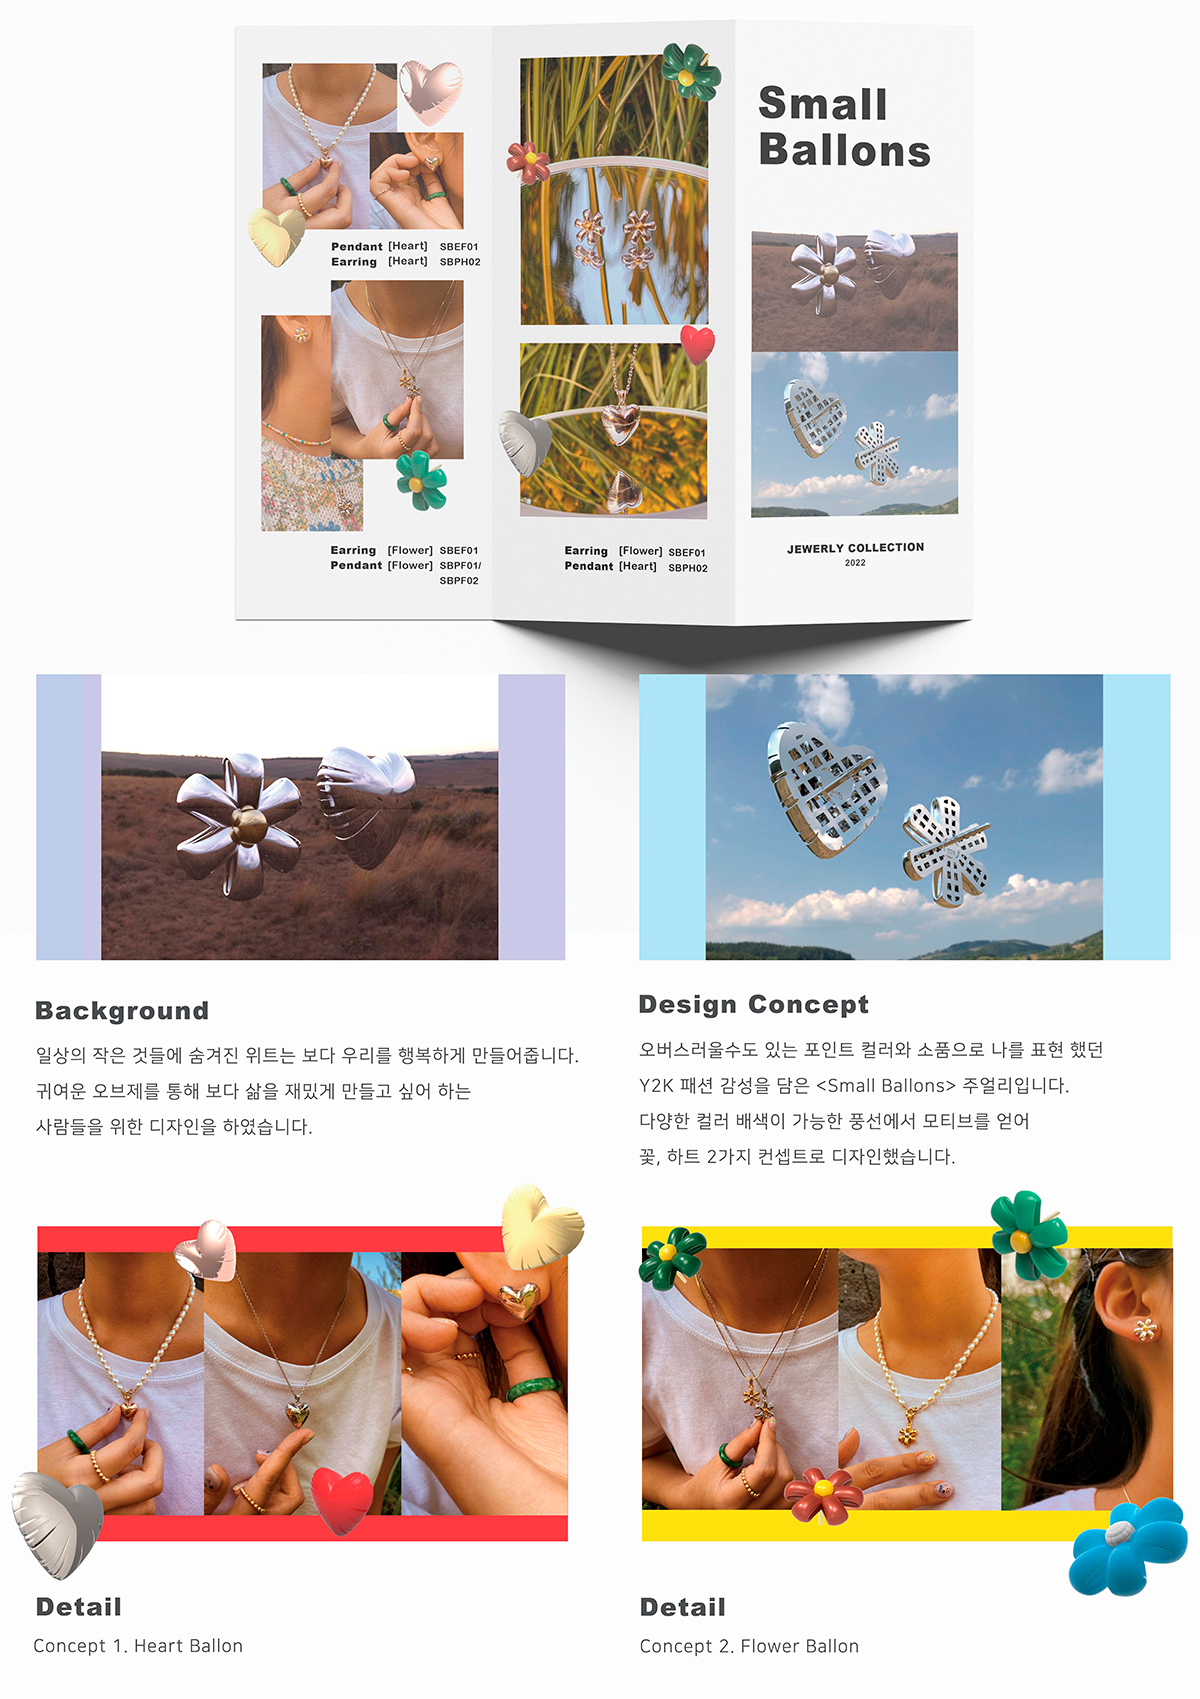 Small
Ballons
Pendant [Heart] SBEF01
Earring [Heart] SBPH02
Earring [Flower] SBEF01
Pendant [Flower] SBPF01/
SBPF02
Earring [Flower] SBEF01
Pendant [Heart] SBPH02
JEWERLY COLLECTION
2022
Background
일상의 작은 것들에 숨겨진 위트는 보다 우리를 행복하게 만들어줍니다.
귀여운 오브제를 통해 보다 삶을 재밌게 만들고 싶어 하는
사람들을 위한 디자인을 하였습니다.
Design Concept
오버스러울수도 있는 포인트 컬러와 소품으로 나를 표현 했던
Y2K 패션 감성을 담은 <Small Ballons> 주얼리입니다.
다양한 컬러 배색이 가능한 풍선에서 모티브를 얻어
꽃, 하트 2가지 컨셉트로 디자인했습니다.
Detail
Concept 1. Heart Ballon
Detail
Concept 2. Flower Ballon